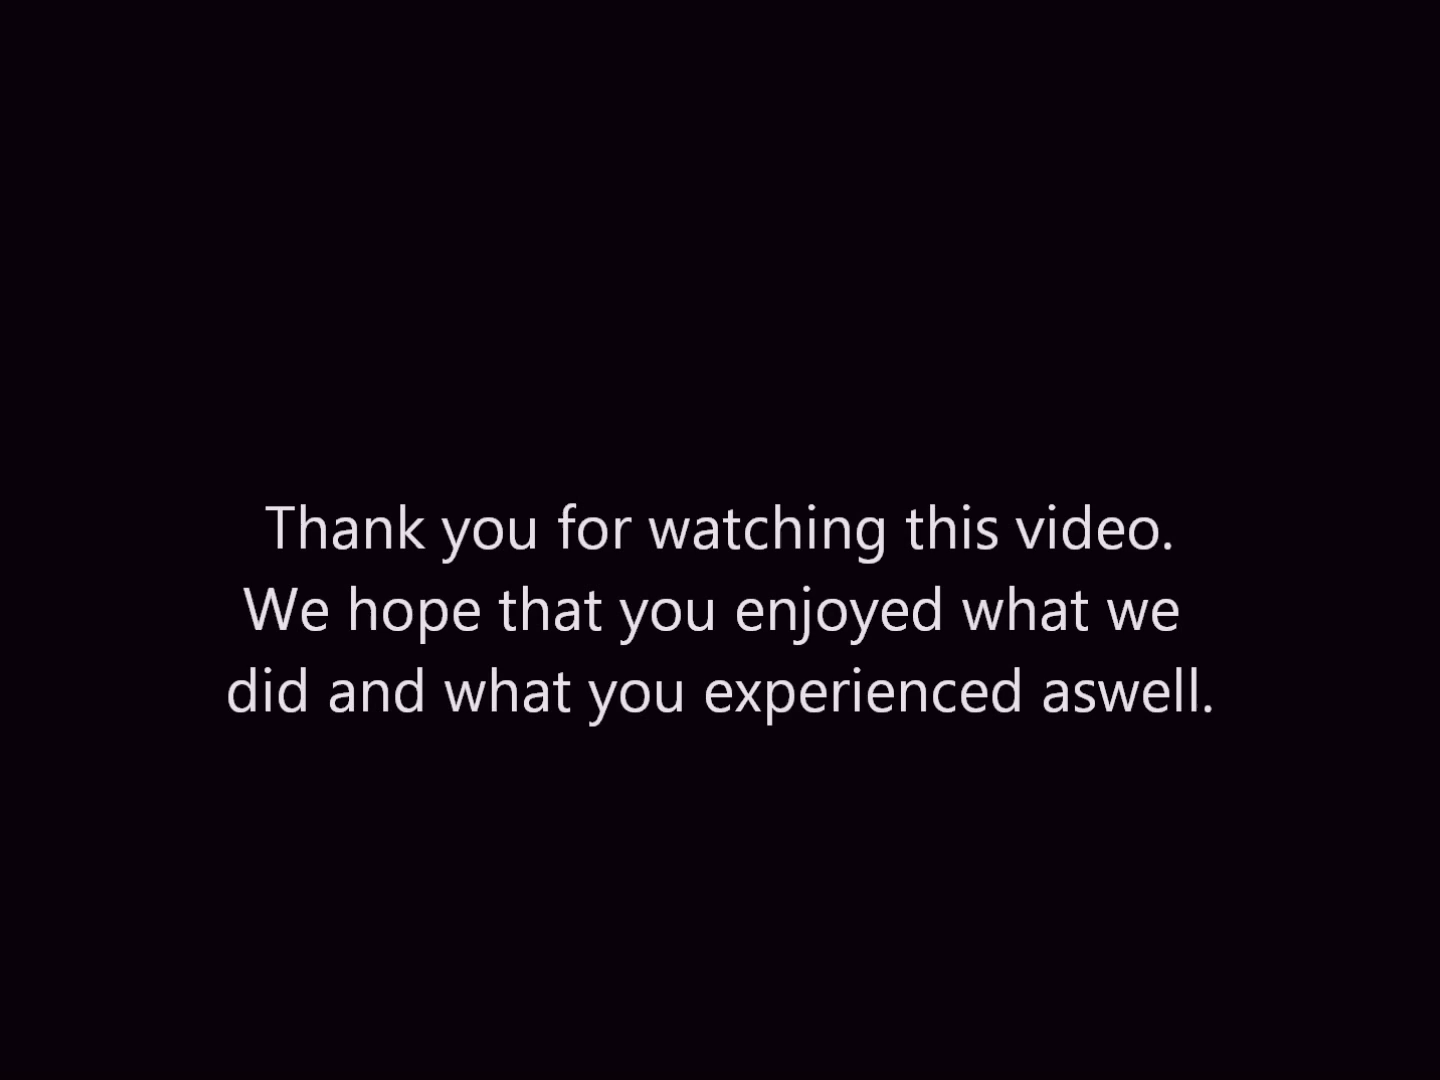 Thank you for watching this video.
We hope that you enjoyed what we
did and what you experienced aswell.